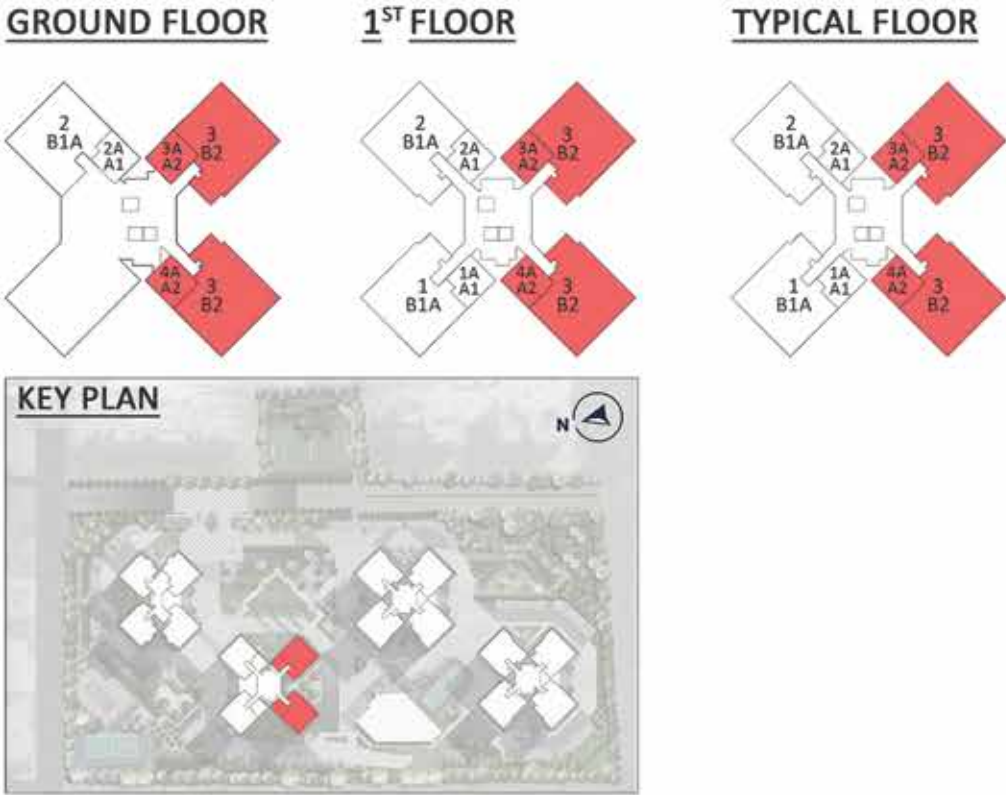 GROUND FLOOR
2
B1A
2A
A1
3A
A2
3
B2
4A
A2
3
B2
1ST FLOOR
2
B1A
2A
A1
3A
A2
3
B2
1
B1A
1A
A1
4A
A2
3
B2
TYPICAL FLOOR
2
B1A
2A
A1
3A
A2
3
B2
1
B1A
1A
A1
4A
A2
3
B2
KEY PLAN
N